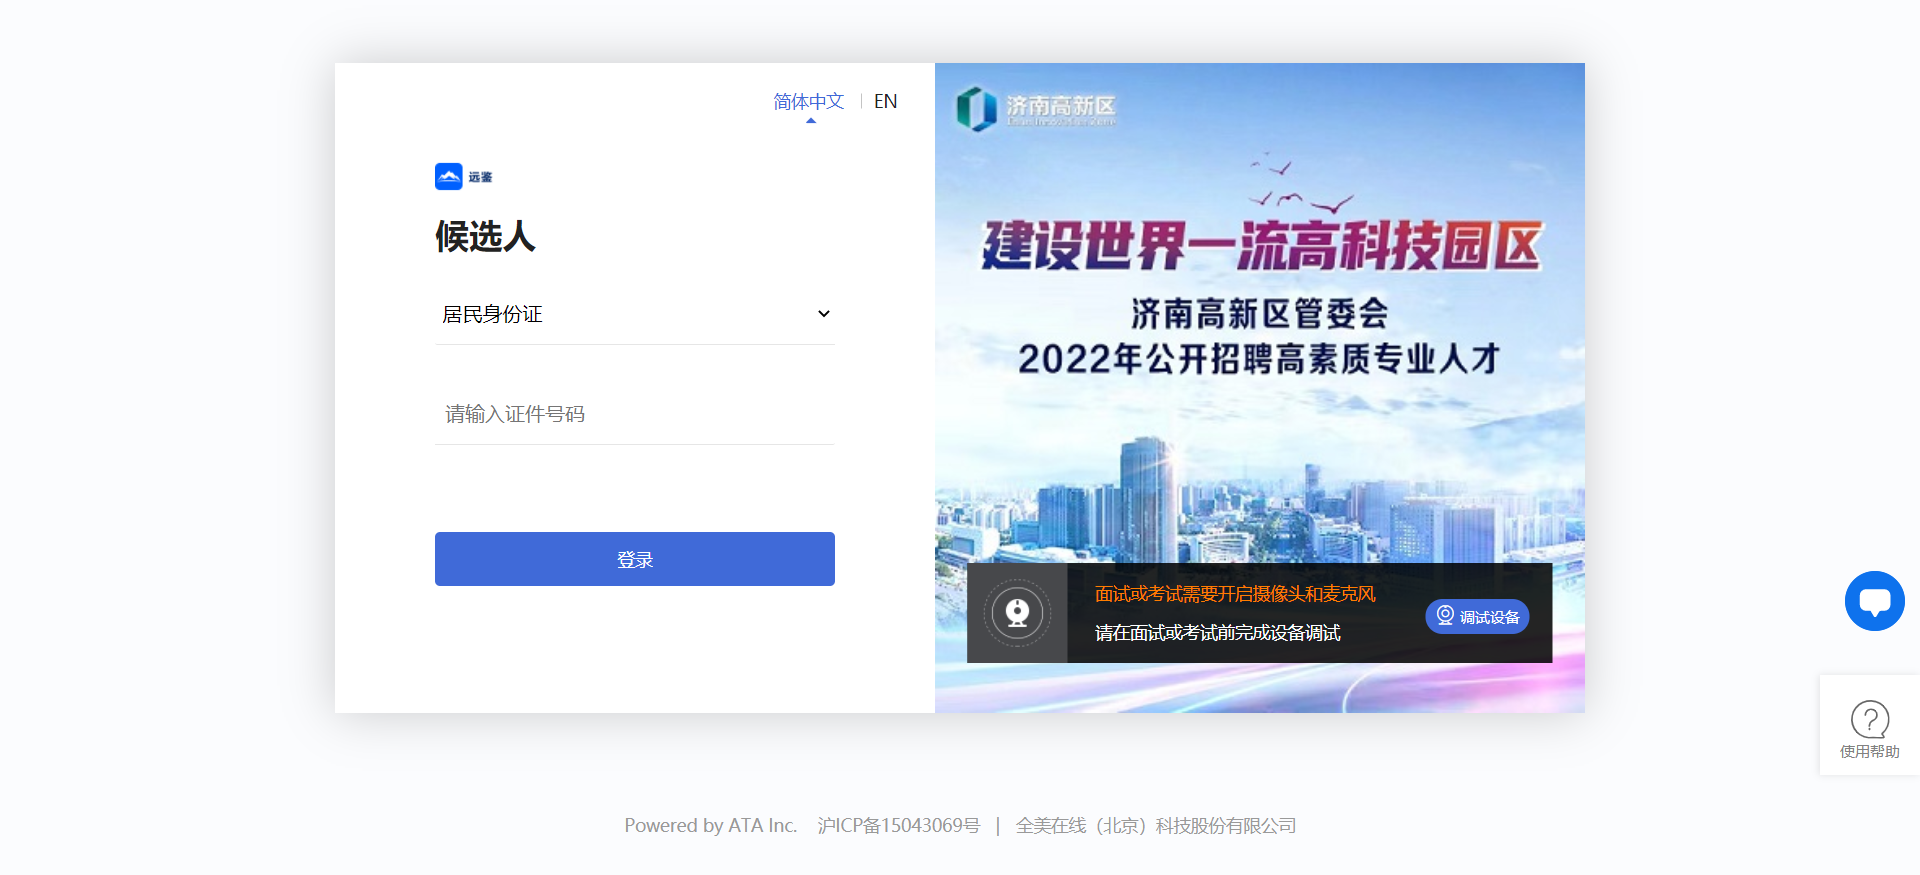 简体中文
EN
远鉴
候选人
居民身份证
请输入证件号码
登录
济南高新区
建设世界一流高科技园区
济南高新区管委会
2022年公开招聘高素质专业人才
面试或考试需要开启摄像头和麦克风
请在面试或考试前完成设备调试
调试设备
使用帮助
Powered by ATA Inc. 沪ICP备15043069号 | 全美在线（北京）科技股份有限公司